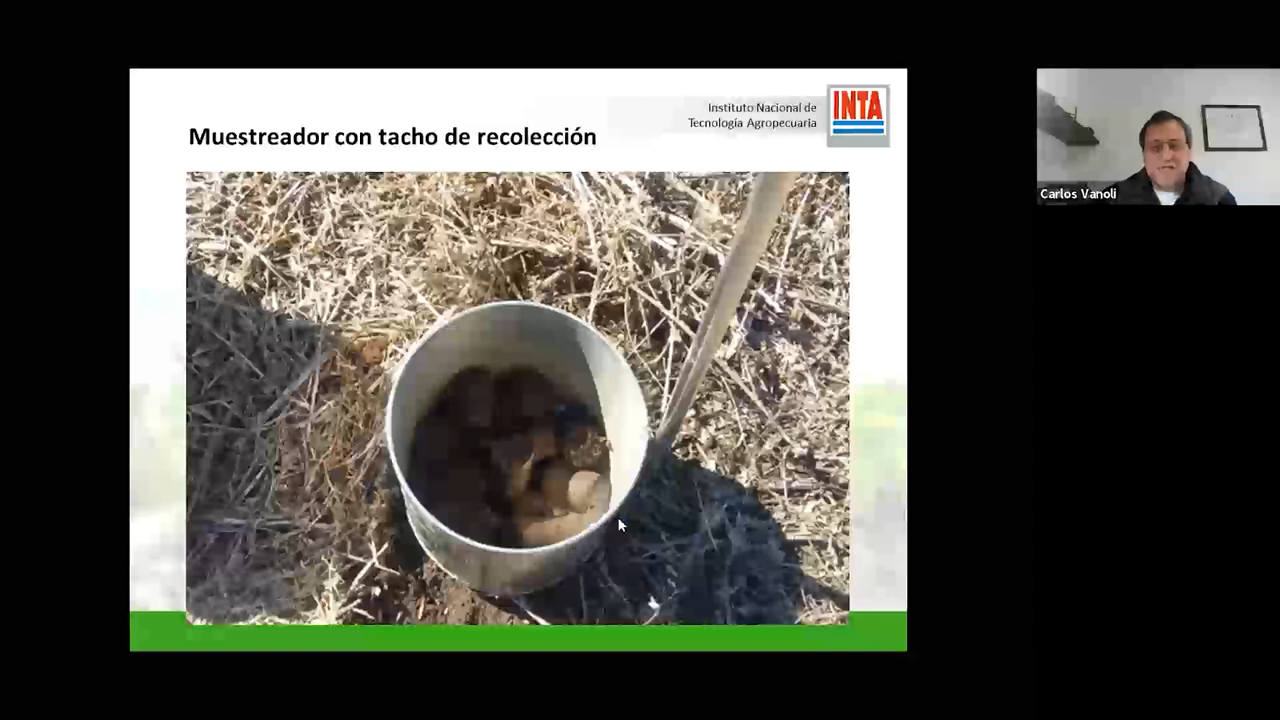 Instituto Nacional de
Tecnología Agropecuaria
INTA
Muestreador con tacho de recolección
Carlos Vanoli